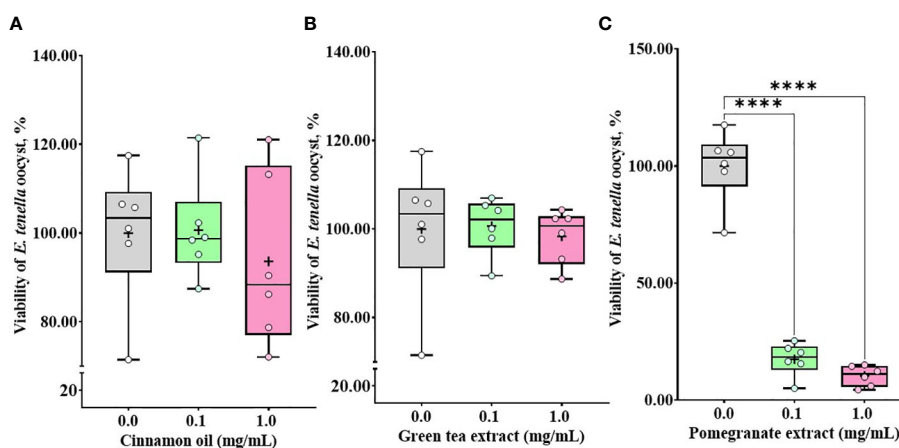 A
Viability of E. tenella oocyst, %
140.00
120.00
100.00
80.00
20
0.0 0.1 1.0
Cinnamon oil (mg/mL)
B
Viability of E. tenella oocyst, %
140.00
120.00
100.00
80.00
20.00
0.0 0.1 1.0
Green tea extract (mg/mL)
C
Viability of E. tenella oocyst, %
150.00
100.00
50.00
0.00
****
****
0.0 0.1 1.0
Pomegranate extract (mg/mL)